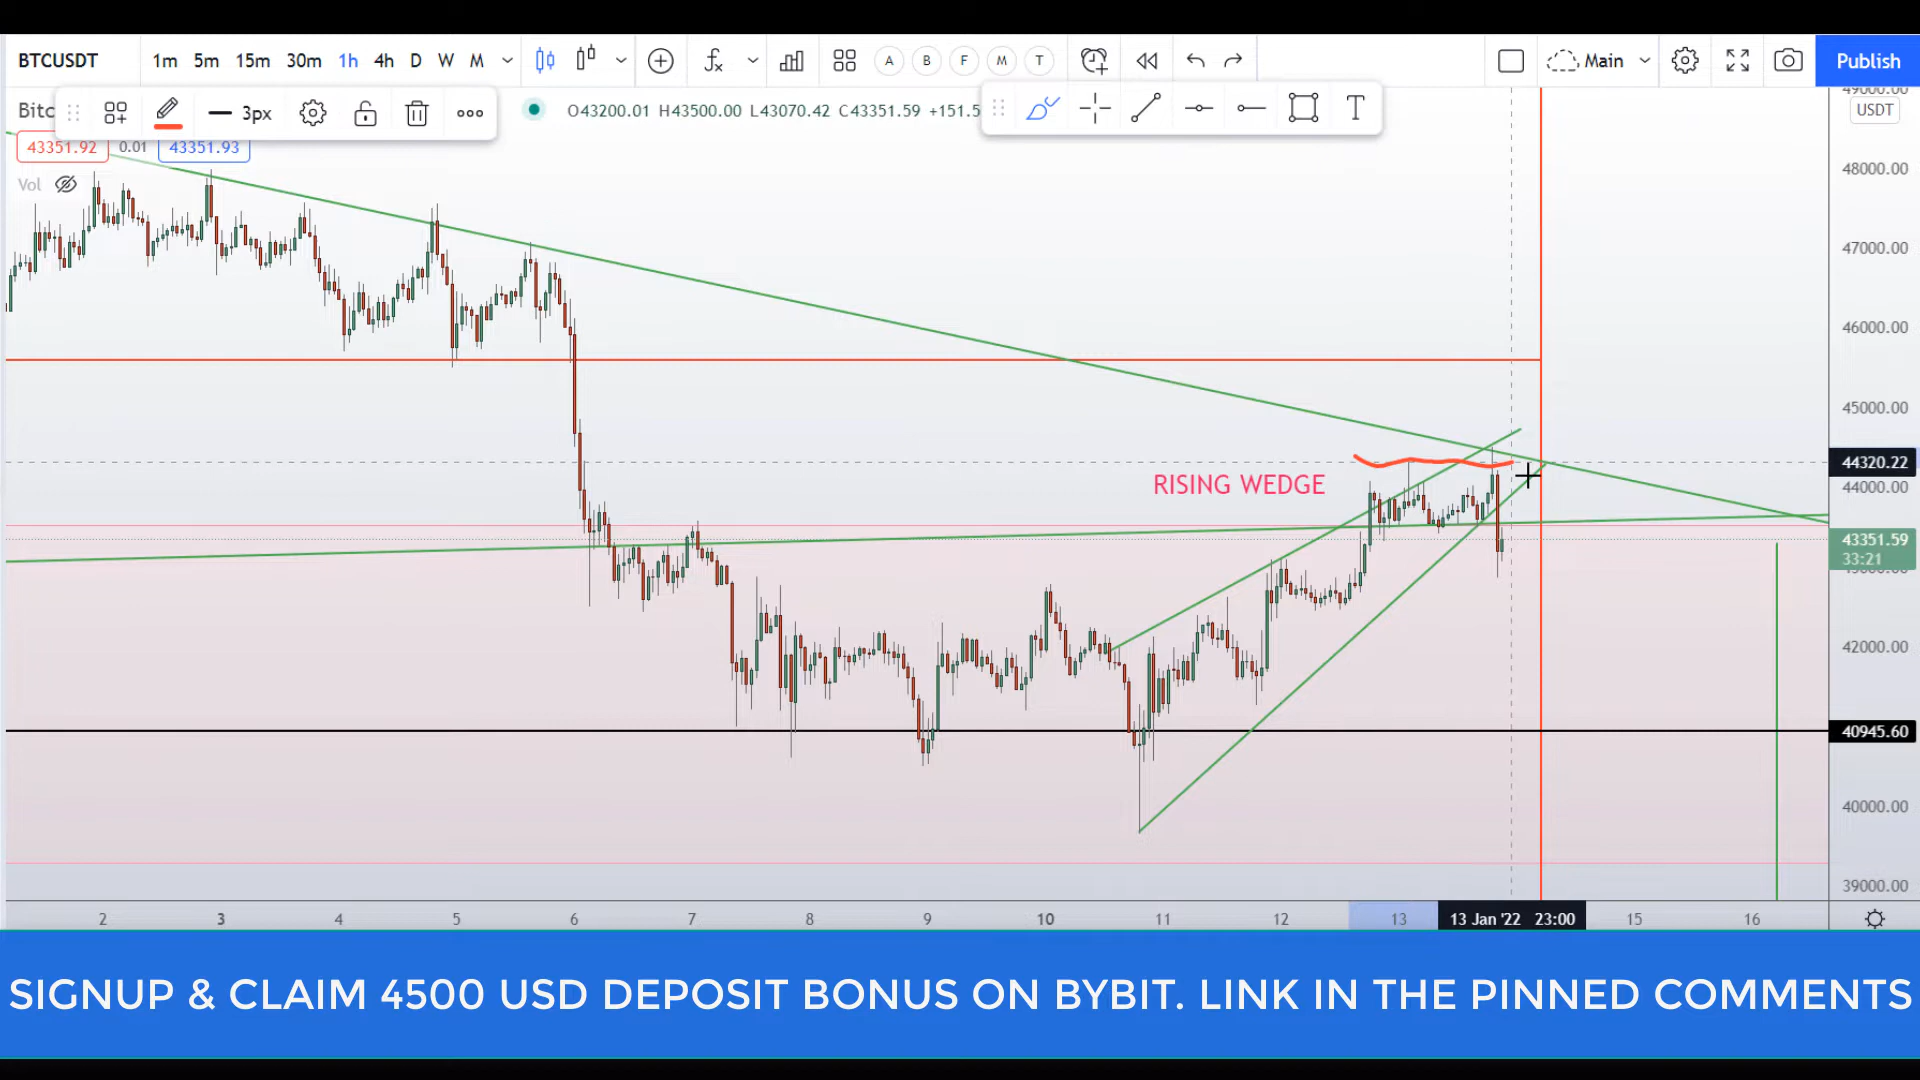 BTCUSDT 1m 5m 15m 30m 1h 4h D W M A B F M T Main Publish
Bitc 3px O43200.01 H43500.00 L43070.42 C43351.59 +151.5 T USDT
43351.92 0.01 43351.93
Vol
48000.00
47000.00
46000.00
45000.00
44320.22
RISING WEDGE
44000.00
43351.59
33:21
42000.00
40945.60
40000.00
39000.00
2 3 4 5 6 7 8 9 10 11 12 13 13 Jan '22 23:00 15 16
SIGNUP & CLAIM 4500 USD DEPOSIT BONUS ON BYBIT. LINK IN THE PINNED COMMENTS